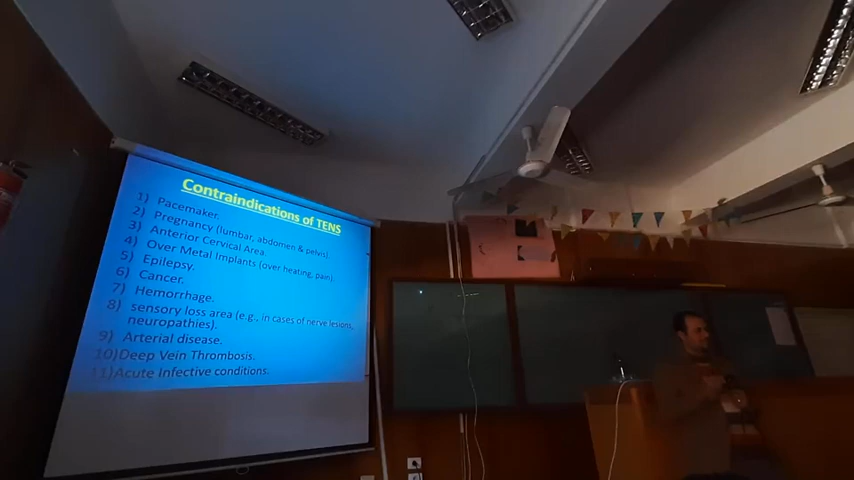 Contraindications of TENS
1) Pacemaker.
2) Pregnancy (lumbar, abdomen & pelvis).
3) Anterior Cervical Area.
4) Over Metal Implants (over heating, pain).
5) Epilepsy.
6) Cancer.
7) Hemorrhage.
8) sensory loss area (e.g., in cases of nerve lesions,
neuropathies).
9) Arterial disease.
10)Deep Vein Thrombosis.
11)Acute Infective conditions.